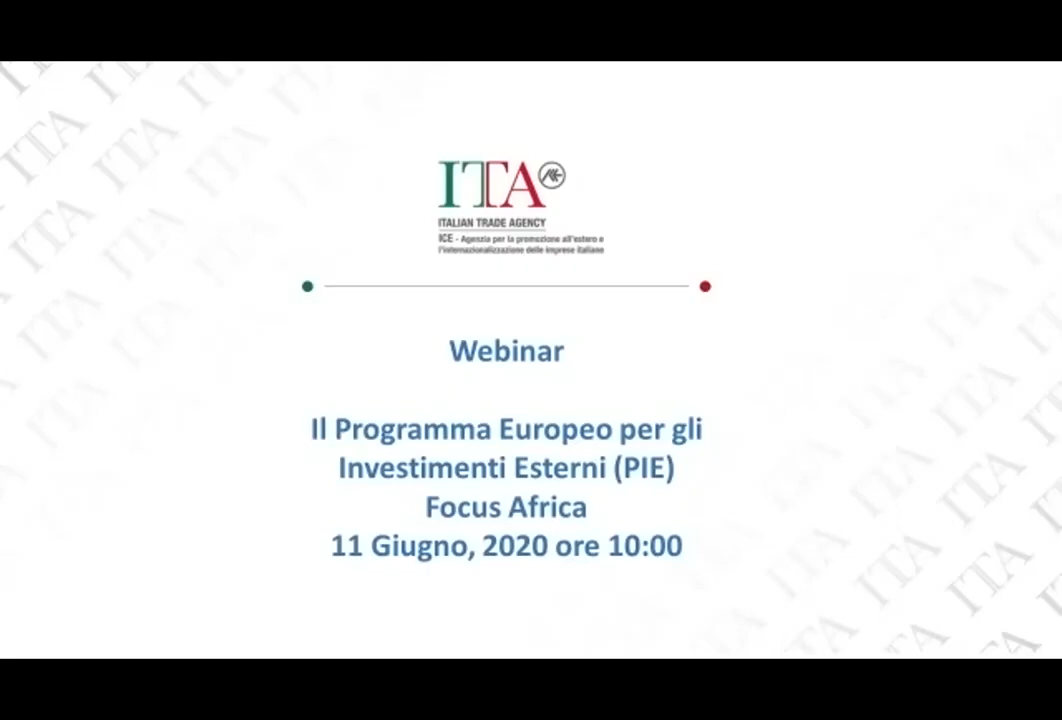 ITA
ITALIAN TRADE AGENCY
ICE - Agenzia per la promozione all'estero e
l'internazionalizzazione delle imprese italiane
Webinar
Il Programma Europeo per gli
Investimenti Esterni (PIE)
Focus Africa
11 Giugno, 2020 ore 10:00